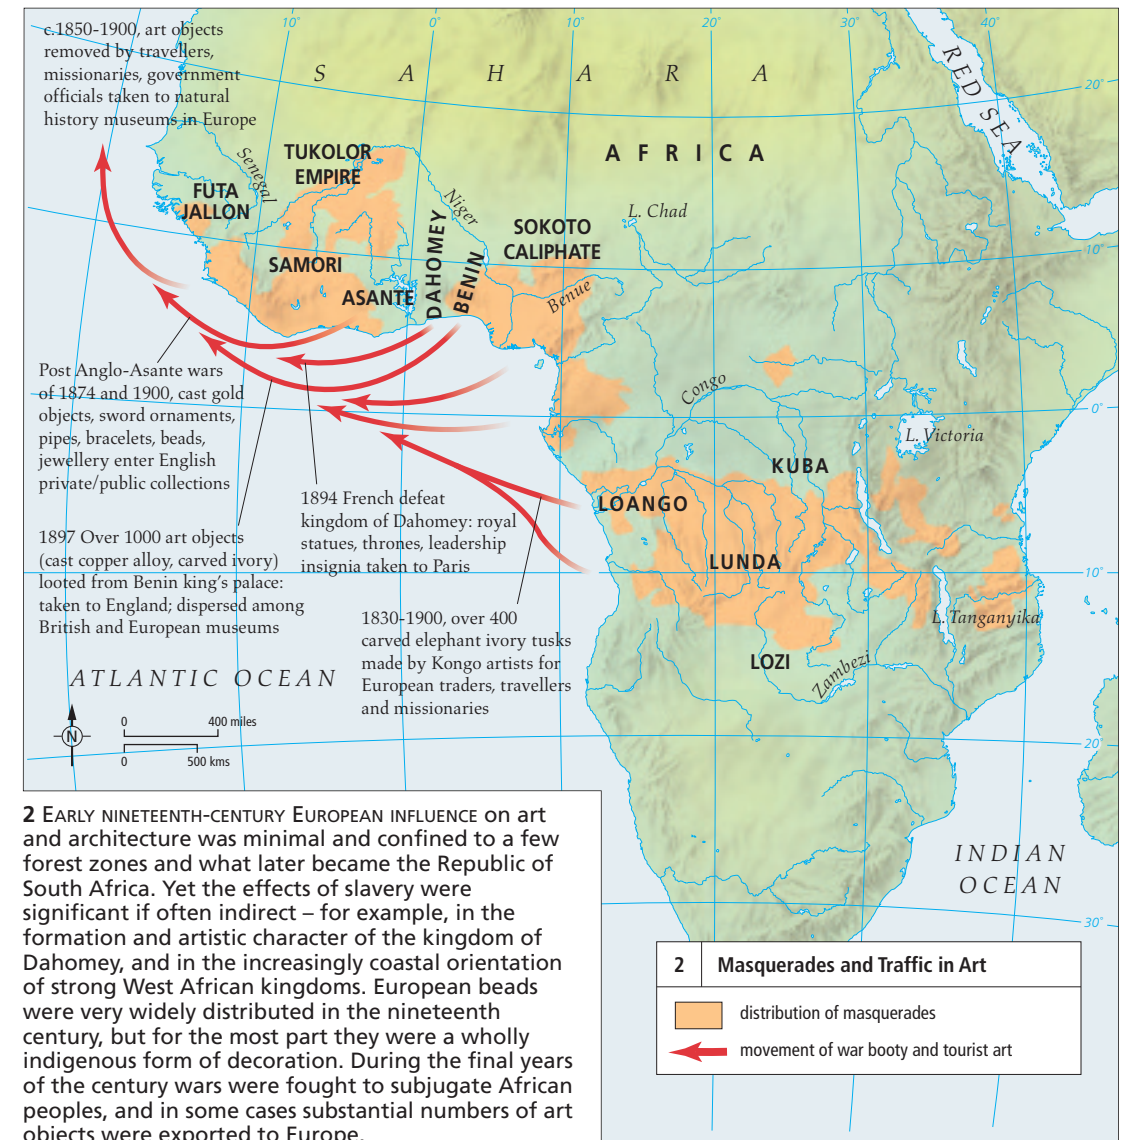 c.1850-1900, art objects
removed by travellers,
missionaries, government
officials taken to natural
history museums in Europe
10°
0°
10°
20°
30°
40°
S A H A R A
RED SEA
20°
A F R I C A
Senegal
TUKOLOR
EMPIRE
FUTA
JALLON
Niger
L. Chad
SOKOTO
CALIPHATE
10°
SAMORI
ASANTE
DAHOMEY
BENIN
Benue
Post Anglo-Asante wars
of 1874 and 1900, cast gold
objects, sword ornaments,
pipes, bracelets, beads,
jewellery enter English
private/public collections
Congo
0°
L. Victoria
KUBA
LOANGO
LUNDA
10°
1894 French defeat
kingdom of Dahomey: royal
statues, thrones, leadership
insignia taken to Paris
1897 Over 1000 art objects
(cast copper alloy, carved ivory)
looted from Benin king's palace:
taken to England; dispersed among
British and European museums
1830-1900, over 400
carved elephant ivory tusks
made by Kongo artists for
European traders, travellers
and missionaries
L. Tanganyika
LOZI
Zambezi
ATLANTIC OCEAN
N
0 400 miles
0 500 kms
20°
INDIAN
OCEAN
30°
2 EARLY NINETEENTH-CENTURY EUROPEAN INFLUENCE on art
and architecture was minimal and confined to a few
forest zones and what later became the Republic of
South Africa. Yet the effects of slavery were
significant if often indirect – for example, in the
formation and artistic character of the kingdom of
Dahomey, and in the increasingly coastal orientation
of strong West African kingdoms. European beads
were very widely distributed in the nineteenth
century, but for the most part they were a wholly
indigenous form of decoration. During the final years
of the century wars were fought to subjugate African
peoples, and in some cases substantial numbers of art
objects were exported to Europe.
2 Masquerades and Traffic in Art
distribution of masquerades
movement of war booty and tourist art